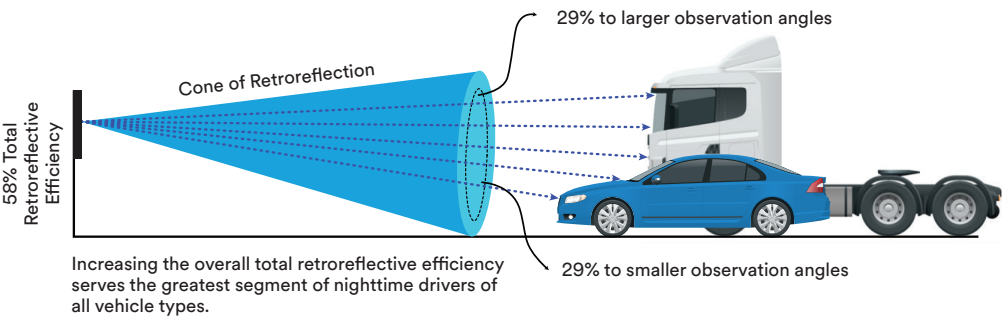 29% to larger observation angles
Cone of Retroreflection
58% Total
Retroreflective
Efficiency
29% to smaller observation angles
Increasing the overall total retroreflective efficiency
serves the greatest segment of nighttime drivers of
all vehicle types.